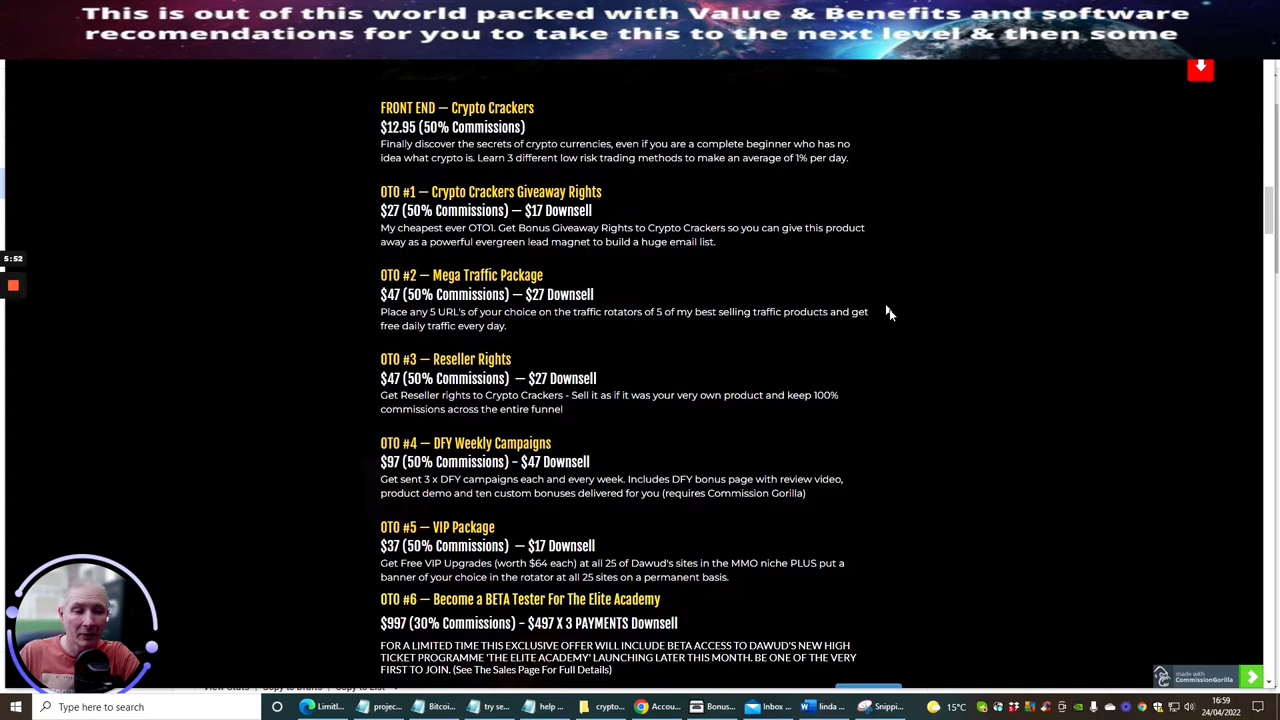 This is out of this world packed with Value & Benefits and software
recomendations for you to take this to the next level & then some
FRONT END — Crypto Crackers
$12.95 (50% Commissions)
Finally discover the secrets of crypto currencies, even if you are a complete beginner who has no
idea what crypto is. Learn 3 different low risk trading methods to make an average of 1% per day.
OTO #1 — Crypto Crackers Giveaway Rights
$27 (50% Commissions) — $17 Downsell
My cheapest ever OTO1. Get Bonus Giveaway Rights to Crypto Crackers so you can give this product
away as a powerful evergreen lead magnet to build a huge email list.
5:52
OTO #2 — Mega Traffic Package
$47 (50% Commissions) — $27 Downsell
Place any 5 URL's of your choice on the traffic rotators of 5 of my best selling traffic products and get
free daily traffic every day.
OTO #3 — Reseller Rights
$47 (50% Commissions) — $27 Downsell
Get Reseller rights to Crypto Crackers - Sell it as if it was your very own product and keep 100%
commissions across the entire funnel
OTO #4 — DFY Weekly Campaigns
$97 (50% Commissions) - $47 Downsell
Get sent 3 x DFY campaigns each and every week. Includes DFY bonus page with review video,
product demo and ten custom bonuses delivered for you (requires Commission Gorilla)
OTO #5 — VIP Package
$37 (50% Commissions) — $17 Downsell
Get Free VIP Upgrades (worth $64 each) at all 25 of Dawud's sites in the MMO niche PLUS put a
banner of your choice in the rotator at all 25 sites on a permanent basis.
OTO #6 — Become a BETA Tester For The Elite Academy
$997 (30% Commissions) - $497 X 3 PAYMENTS Downsell
FOR A LIMITED TIME THIS EXCLUSIVE OFFER WILL INCLUDE BETA ACCESS TO DAWUD'S NEW HIGH
TICKET PROGRAMME 'THE ELITE ACADEMY' LAUNCHING LATER THIS MONTH. BE ONE OF THE VERY
FIRST TO JOIN. (See The Sales Page For Full Details)
made with
CommissionGorilla
Type here to search
Limitl...
projec...
Bitcoi...
try se...
help ...
crypto...
Accou...
Bonus...
Inbox ...
linda ...
Snippi...
15°C
16:59
24/04/2022